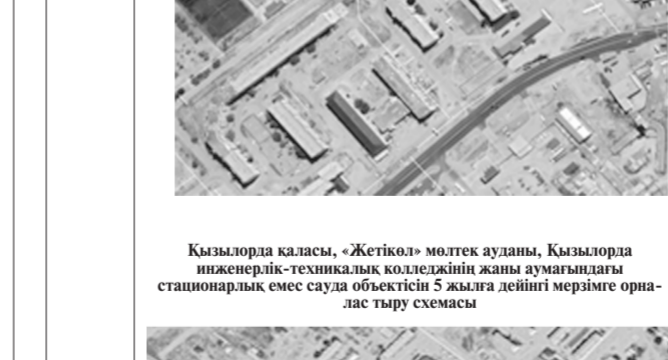 Қызылорда қаласы, «Жетікөл» мөлтек ауданы, Қызылорда
инженерлік-техникалық колледжінің жаны аумағындағы
стационарлық емес сауда объектісін 5 жылға дейінгі мерзімге орна-
лас тыру схемасы